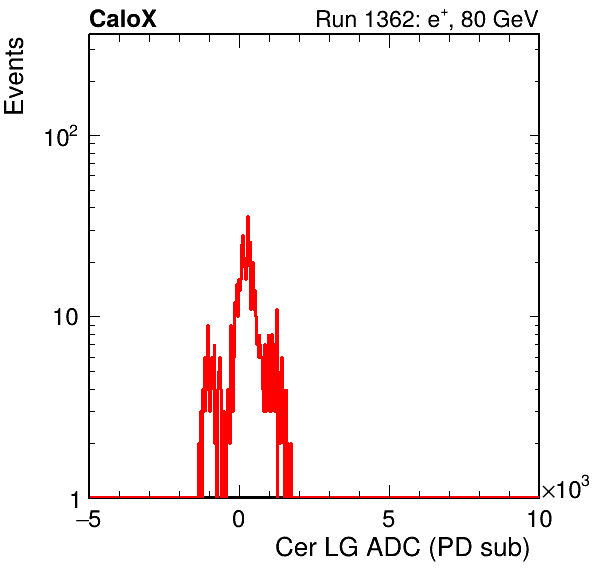 CaloX Run 1362: e⁺, 80 GeV
Events
10²
10
1
−5 0 5 10 ×10³
Cer LG ADC (PD sub)